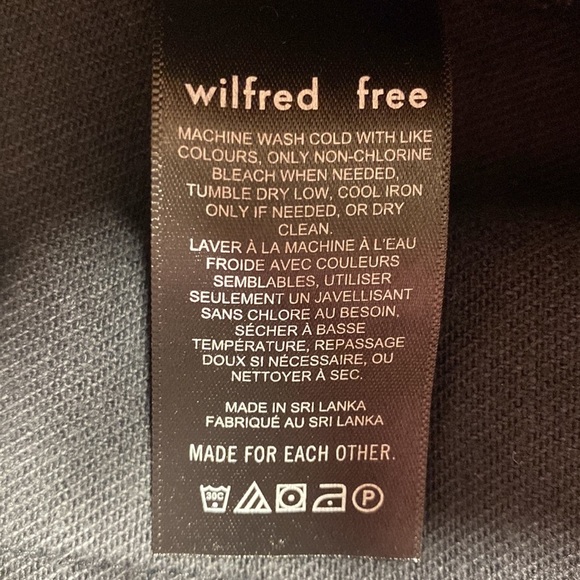 wilfred free
MACHINE WASH COLD WITH LIKE
COLOURS, ONLY NON-CHLORINE
BLEACH WHEN NEEDED,
TUMBLE DRY LOW, COOL IRON
ONLY IF NEEDED, OR DRY
CLEAN.
LAVER À LA MACHINE À L'EAU
FROIDE AVEC COULEURS
SEMBLABLES, UTILISER
SEULEMENT UN JAVELLISANT
SANS CHLORE AU BESOIN,
SÉCHER À BASSE
TEMPÉRATURE, REPASSAGE
DOUX SI NÉCESSAIRE, OU
NETTOYER À SEC.
MADE IN SRI LANKA
FABRIQUÉ AU SRI LANKA
MADE FOR EACH OTHER.
30C P